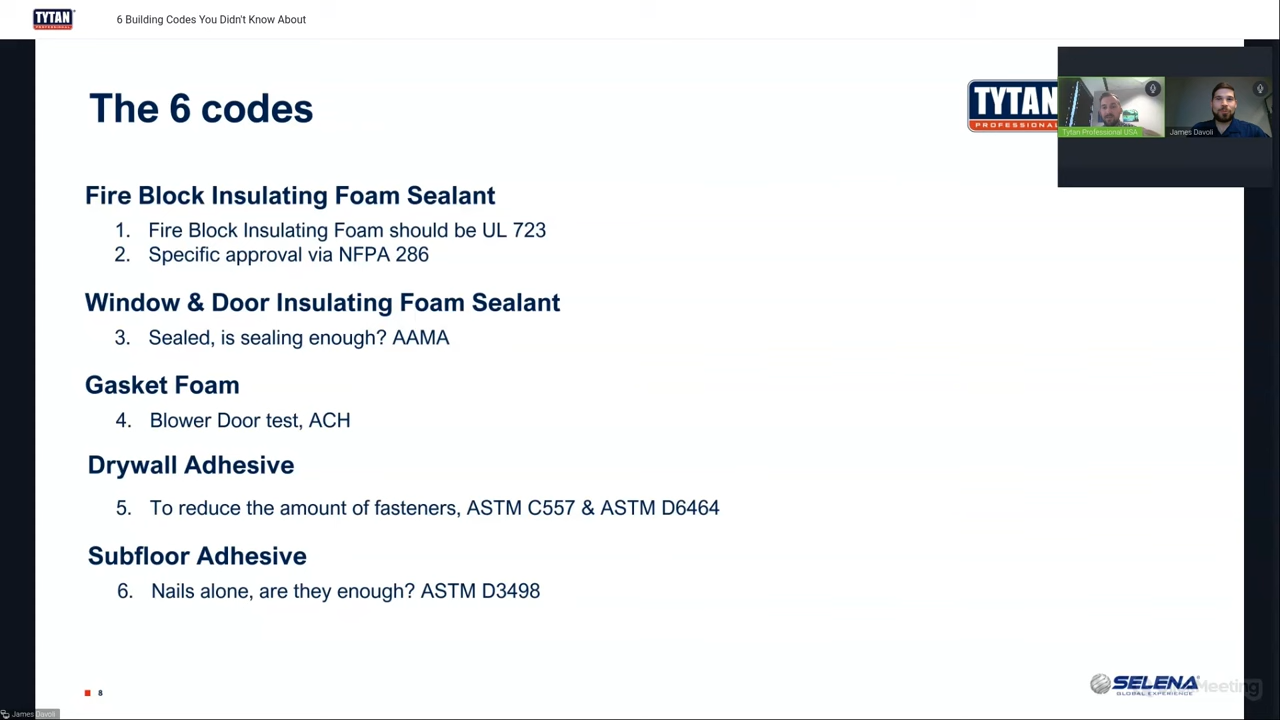 TYTAN
PROFESSIONAL
6 Building Codes You Didn't Know About
The 6 codes
TYTAN
PROFESSIONAL
Tytan Professional USA
James Davoli
Fire Block Insulating Foam Sealant
1. Fire Block Insulating Foam should be UL 723
2. Specific approval via NFPA 286
Window & Door Insulating Foam Sealant
3. Sealed, is sealing enough? AAMA
Gasket Foam
4. Blower Door test, ACH
Drywall Adhesive
5. To reduce the amount of fasteners, ASTM C557 & ASTM D6464
Subfloor Adhesive
6. Nails alone, are they enough? ASTM D3498
8
SELENA
GLOBAL EXPERIENCE
Meeting
James Davoli